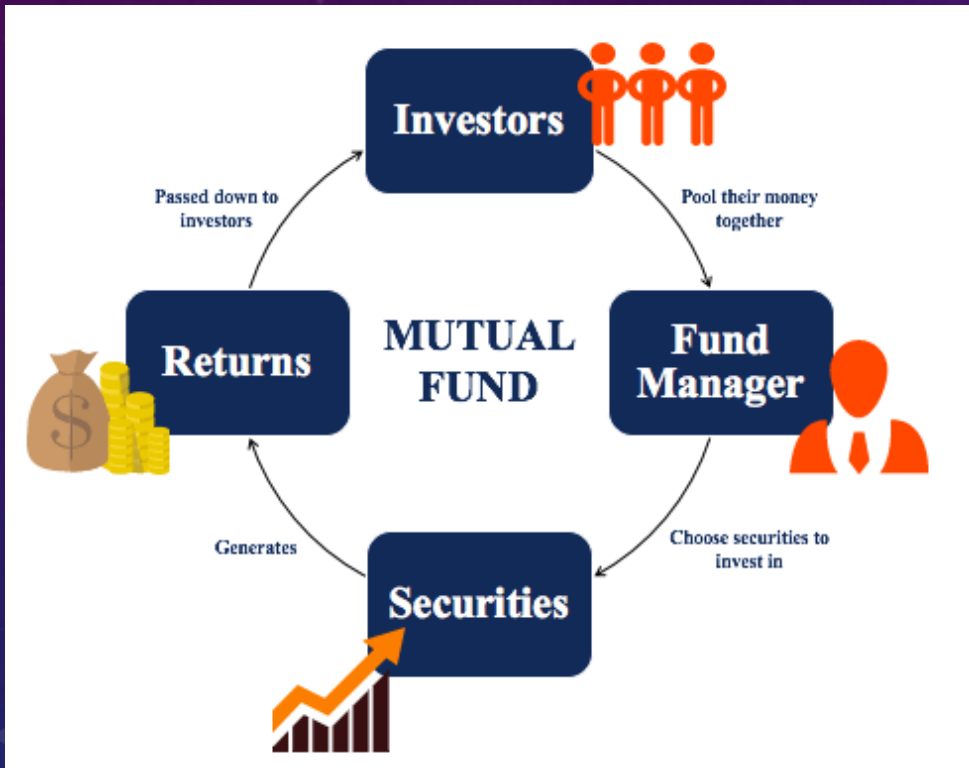 Investors
Passed down to
investors
Pool their money
together
Returns
MUTUAL
FUND
Fund
Manager
$
Generates
Choose securities to
invest in
Securities